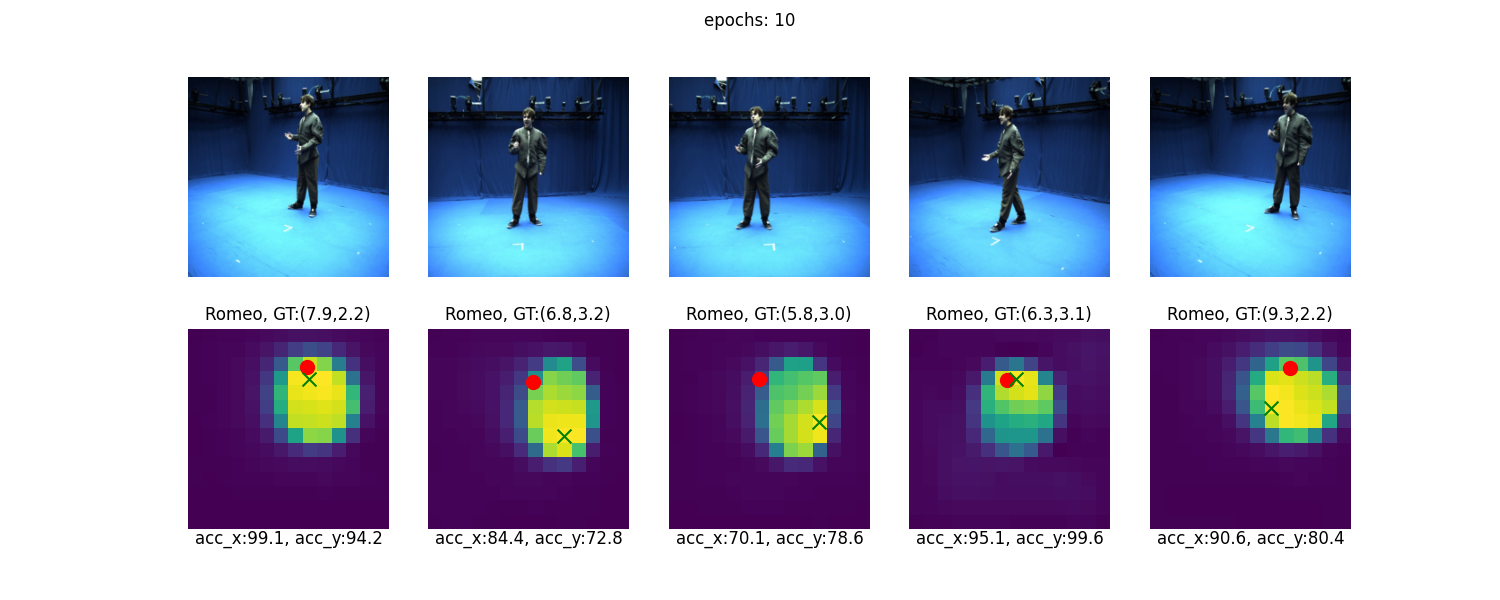 epochs: 10
Romeo, GT:(7.9,2.2)
Romeo, GT:(6.8,3.2)
Romeo, GT:(5.8,3.0)
Romeo, GT:(6.3,3.1)
Romeo, GT:(9.3,2.2)
acc_x:99.1, acc_y:94.2
acc_x:84.4, acc_y:72.8
acc_x:70.1, acc_y:78.6
acc_x:95.1, acc_y:99.6
acc_x:90.6, acc_y:80.4